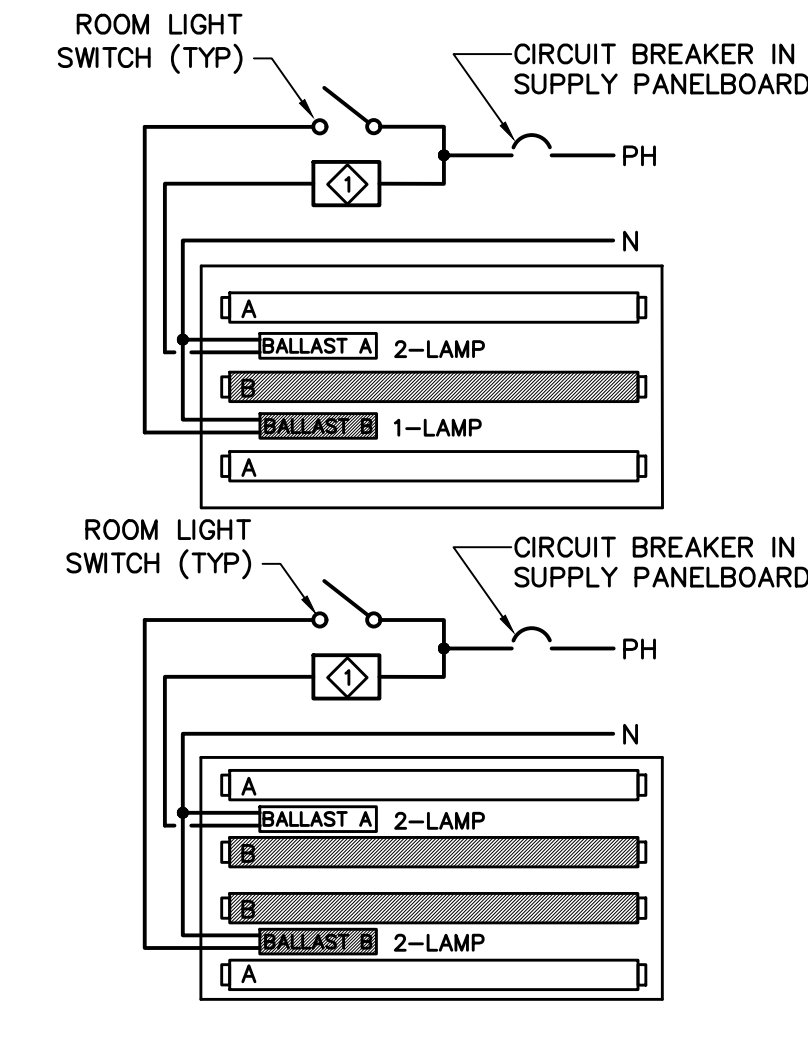 ROOM LIGHT
SWITCH (TYP)
CIRCUIT BREAKER IN
SUPPLY PANELBOARD
PH
1
N
A
BALLAST A 2-LAMP
B
BALLAST B 1-LAMP
A
ROOM LIGHT
SWITCH (TYP)
CIRCUIT BREAKER IN
SUPPLY PANELBOARD
PH
1
N
A
BALLAST A 2-LAMP
B
B
BALLAST B 2-LAMP
A